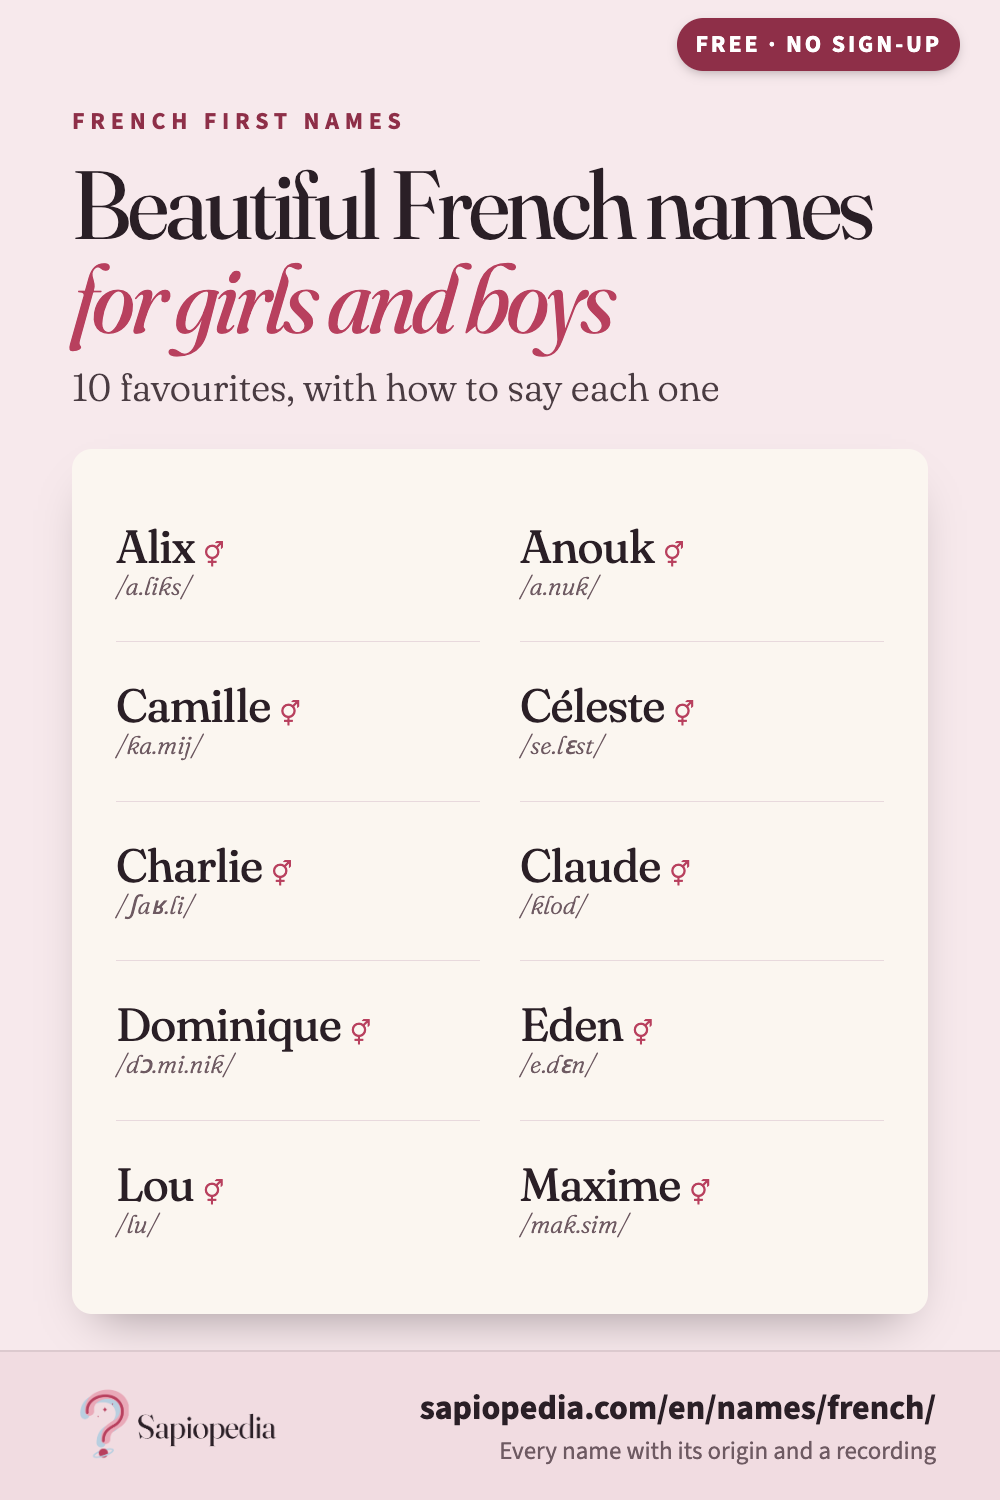 FREE · NO SIGN-UP
FRENCH FIRST NAMES
Beautiful French names
for girls and boys
10 favourites, with how to say each one
Alix ⚥
/a.liks/
Anouk ⚥
/a.nuk/
Camille ⚥
/ka.mij/
Céleste ⚥
/se.lɛst/
Charlie ⚥
/ʃaʁ.li/
Claude ⚥
/klod/
Dominique ⚥
/dɔ.mi.nik/
Eden ⚥
/e.dɛn/
Lou ⚥
/lu/
Maxime ⚥
/mak.sim/
Sapiopedia
sapiopedia.com/en/names/french/
Every name with its origin and a recording